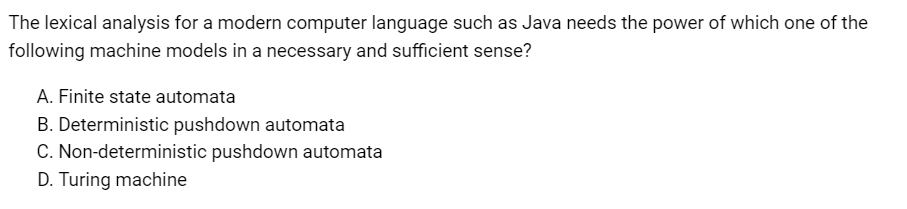 The lexical analysis for a modern computer language such as Java needs the power of which one of the
following machine models in a necessary and sufficient sense?
A. Finite state automata
B. Deterministic pushdown automata
C. Non-deterministic pushdown automata
D. Turing machine